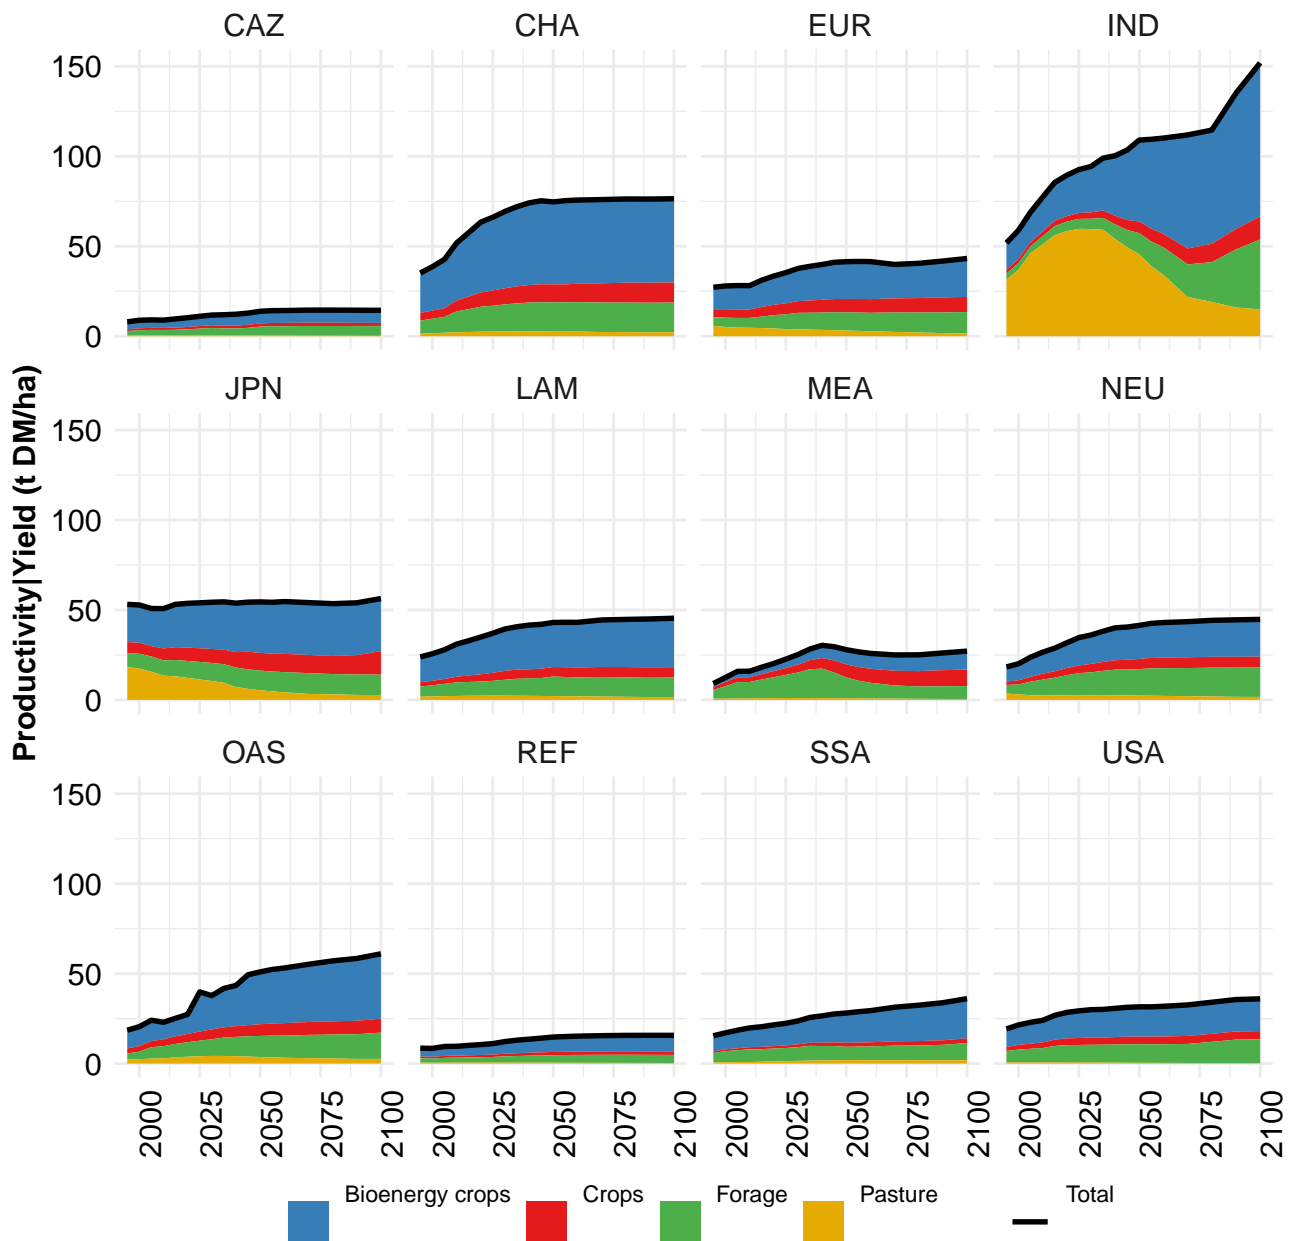 CAZ CHA EUR IND
150
100
50
0
JPN LAM MEA NEU
150
100
50
0
Productivity|Yield (t DM/ha)
OAS REF SSA USA
150
100
50
0
2000 2025 2050 2075 2100 2000 2025 2050 2075 2100 2000 2025 2050 2075 2100 2000 2025 2050 2075 2100
Bioenergy crops Crops Forage Pasture Total